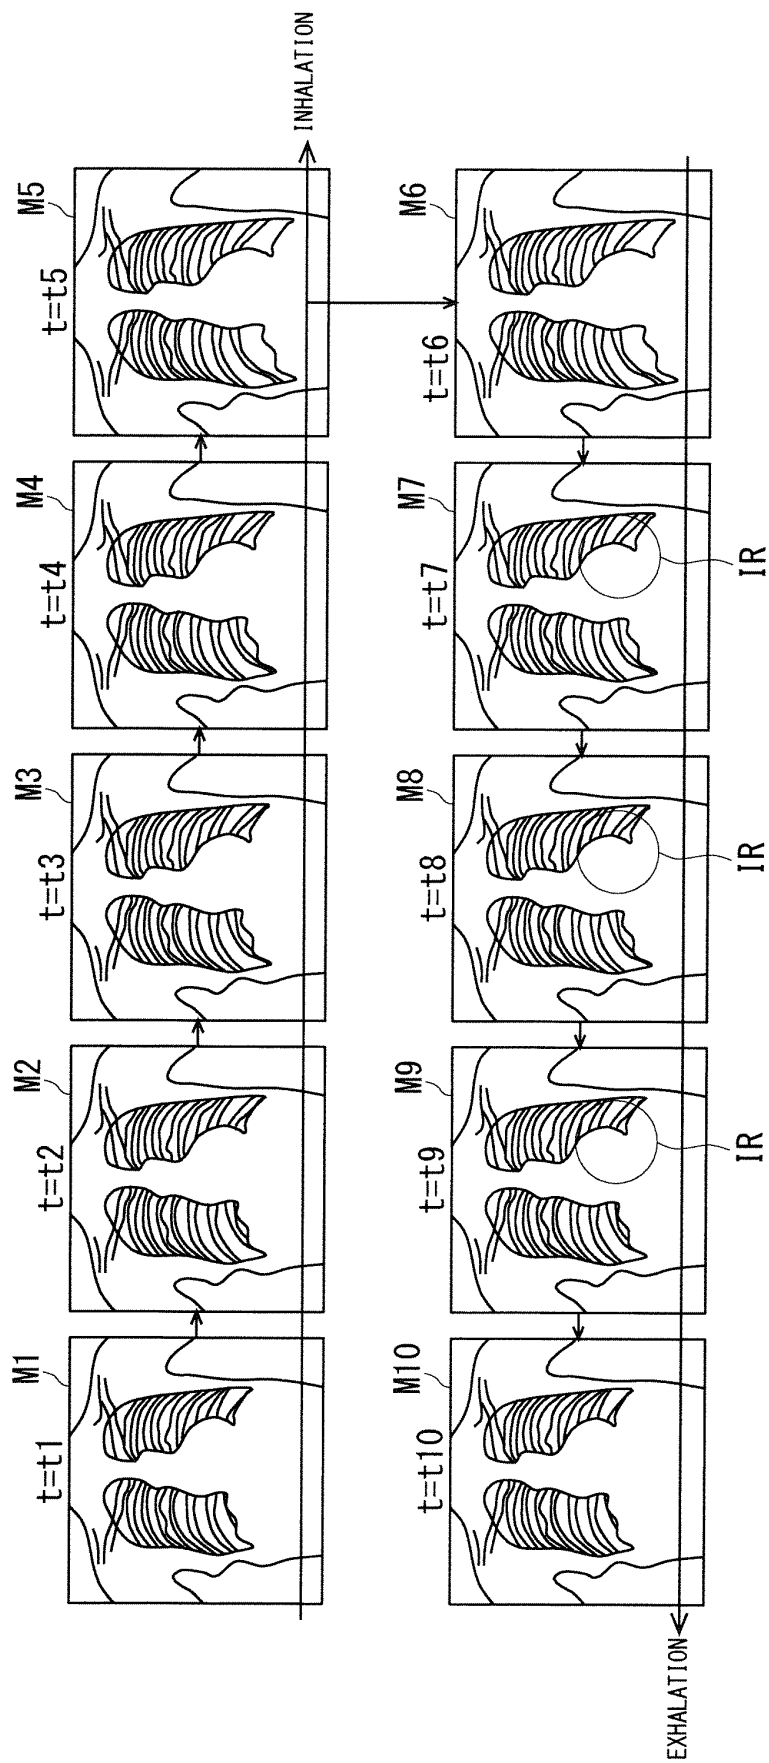 M1
t=t1
M2
t=t2
M3
t=t3
M4
t=t4
M5
t=t5
INHALATION
M6
t=t6
M7
t=t7
IR
M8
t=t8
IR
M9
t=t9
IR
M10
t=t10
EXHALATION